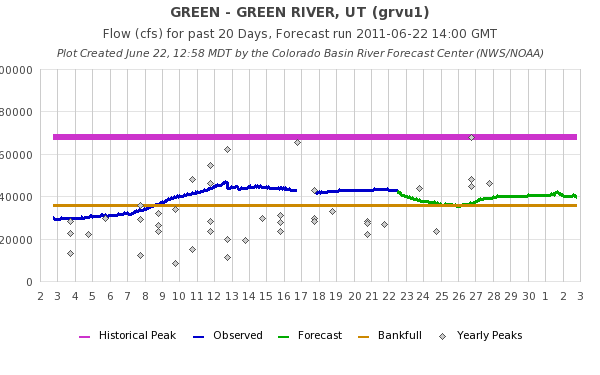 GREEN - GREEN RIVER, UT (grvu1)
Flow (cfs) for past 20 Days, Forecast run 2011-06-22 14:00 GMT
Plot Created June 22, 12:58 MDT by the Colorado Basin River Forecast Center (NWS/NOAA)
00000
80000
60000
40000
20000
0
2 3 4 5 6 7 8 9 10 11 12 13 14 15 16 17 18 19 20 21 22 23 24 25 26 27 28 29 30 1 2 3
Historical Peak Observed Forecast Bankfull Yearly Peaks